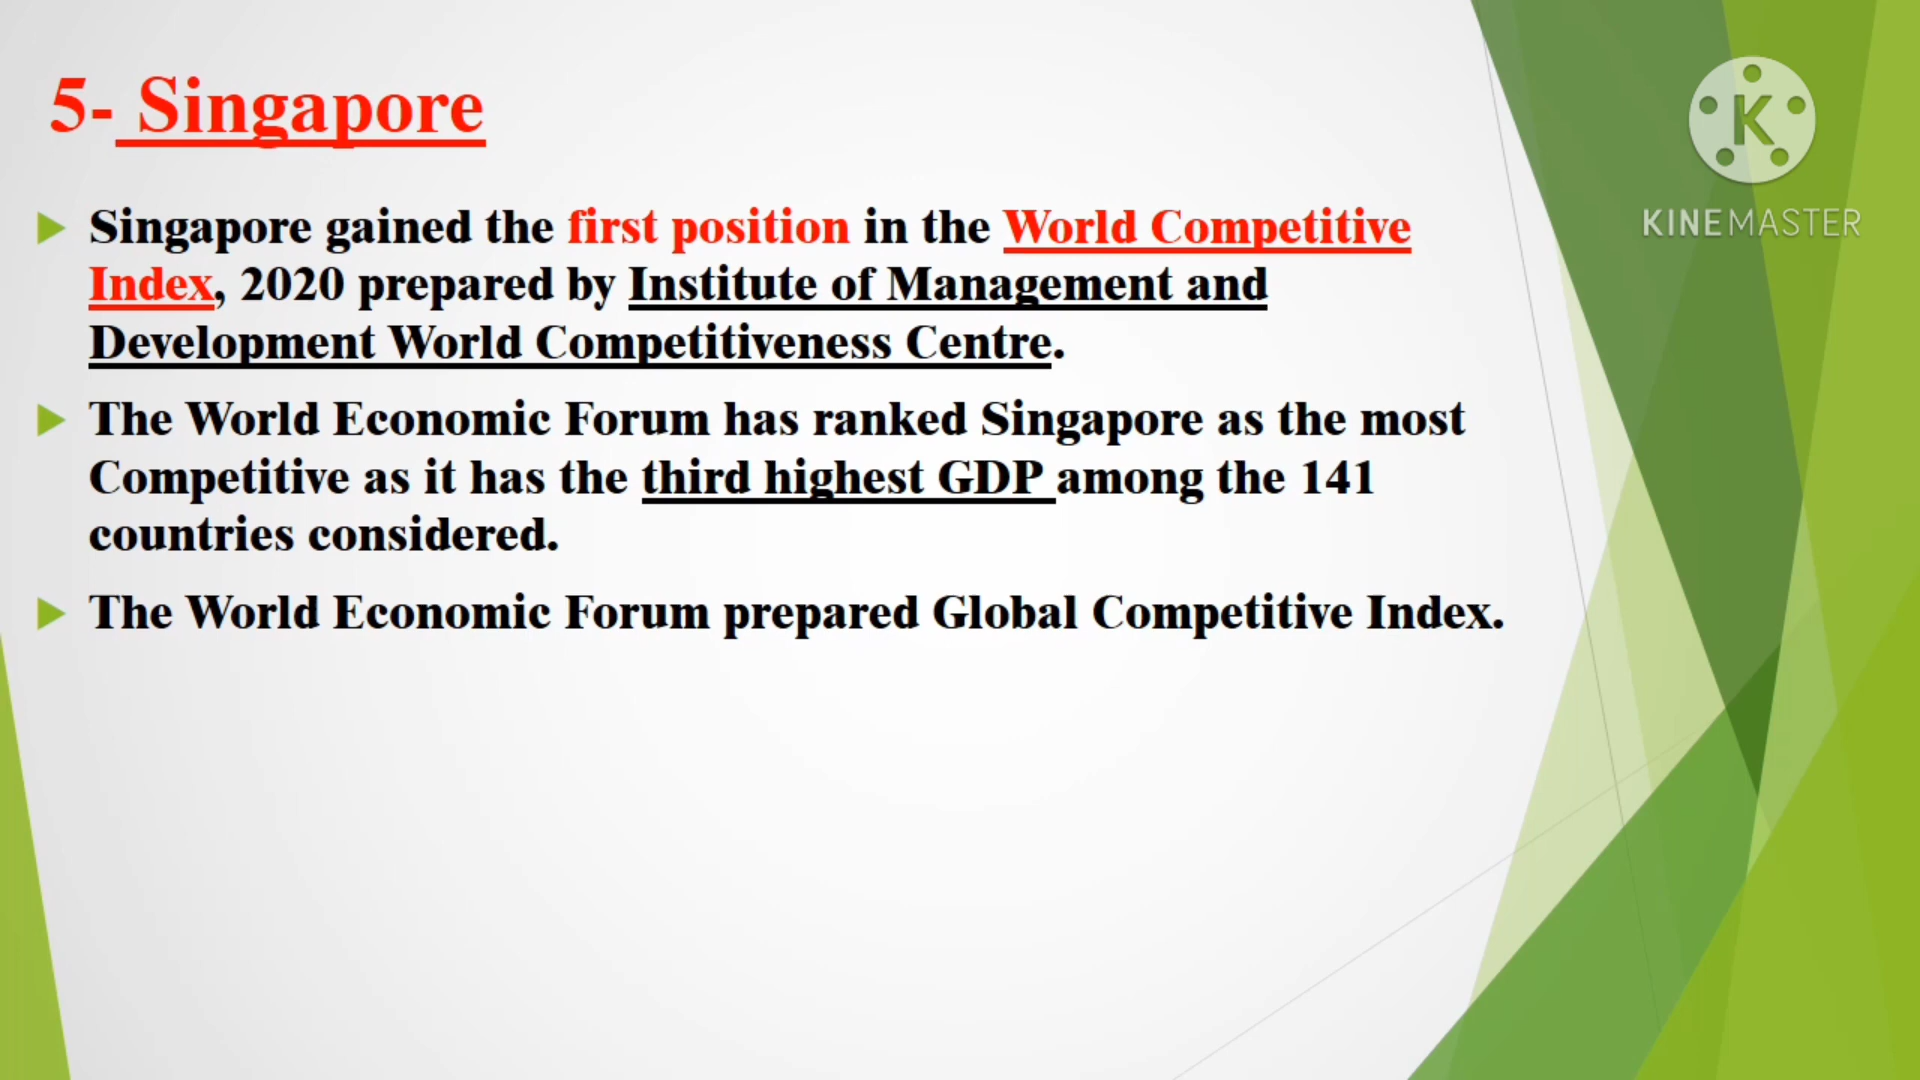 5- Singapore
K
KINEMASTER
Singapore gained the first position in the World Competitive
Index, 2020 prepared by Institute of Management and
Development World Competitiveness Centre.
The World Economic Forum has ranked Singapore as the most
Competitive as it has the third highest GDP among the 141
countries considered.
The World Economic Forum prepared Global Competitive Index.